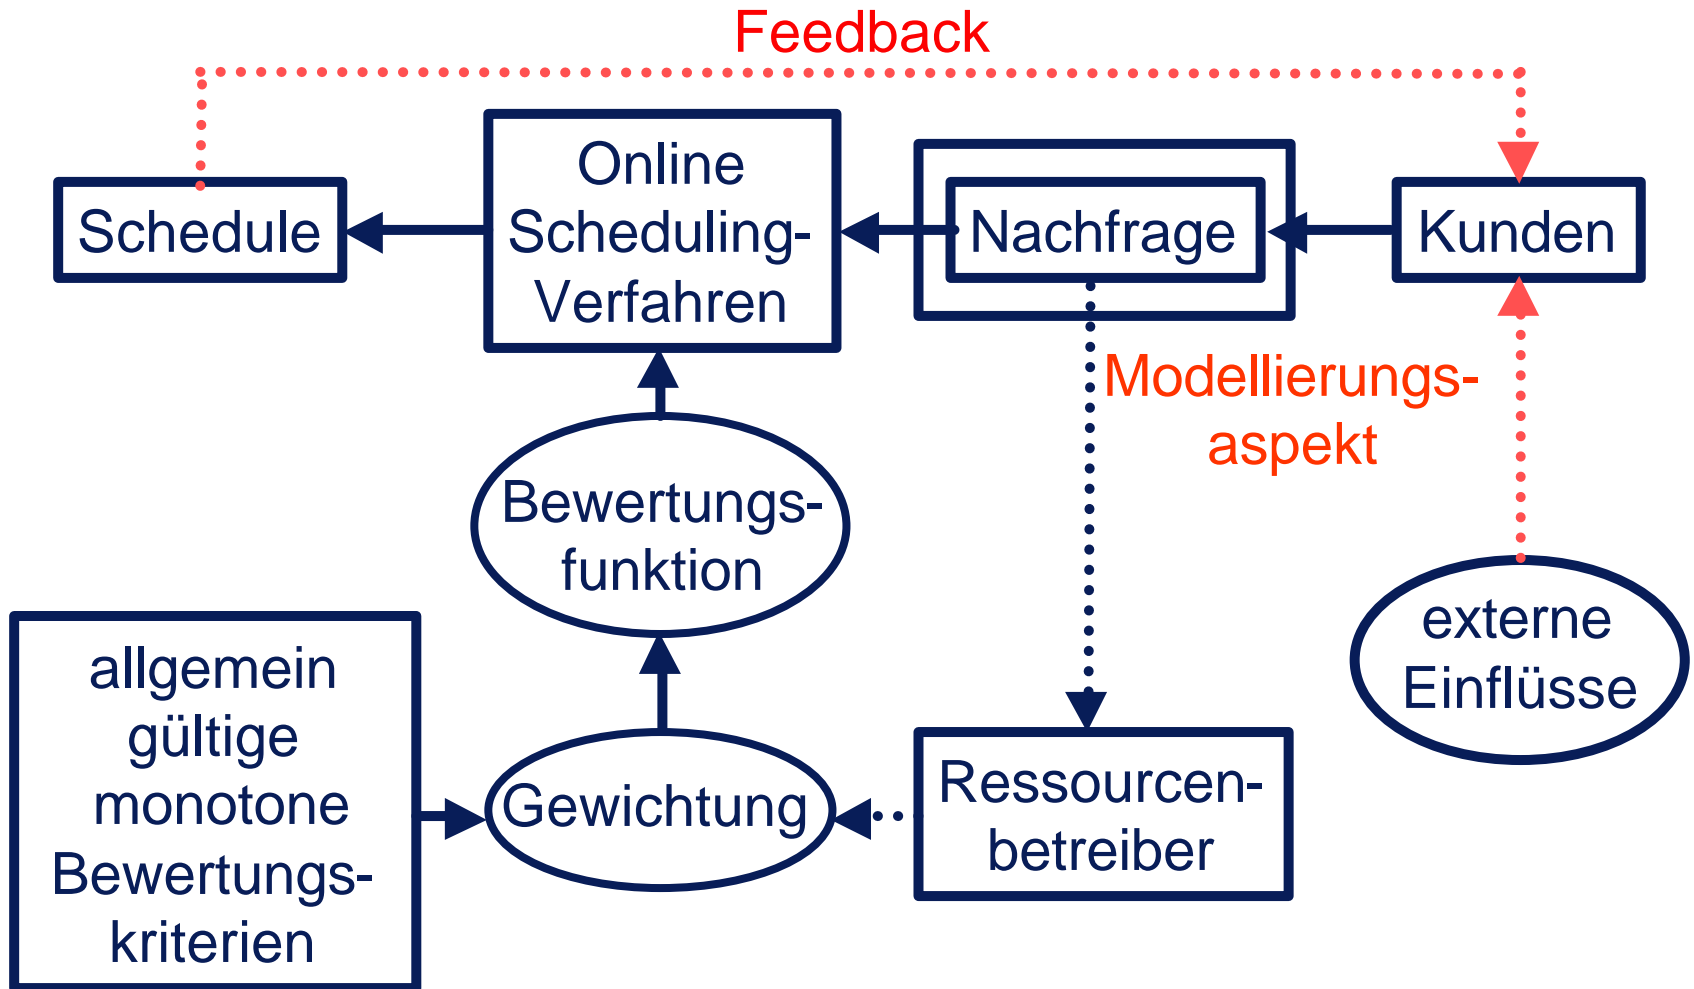 Feedback
Schedule
Online
Scheduling-
Verfahren
Nachfrage
Kunden
Modellierungs-
aspekt
Bewertungs-
funktion
externe
Einflüsse
allgemein
gültige
monotone
Bewertungs-
kriterien
Gewichtung
Ressourcen-
betreiber